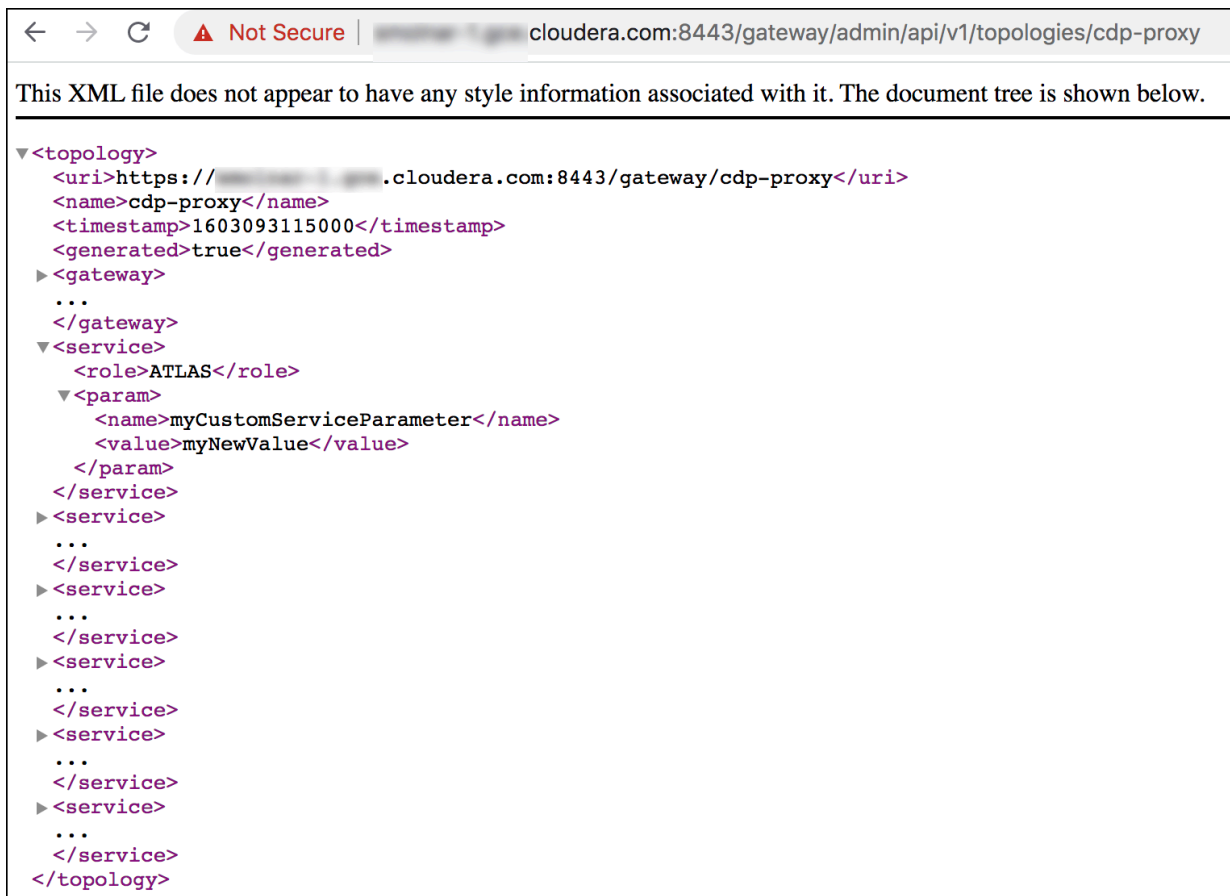 Not Secure | cloudera.com:8443/gateway/admin/api/v1/topologies/cdp-proxy
This XML file does not appear to have any style information associated with it. The document tree is shown below.
<topology>
<uri>https:// .cloudera.com:8443/gateway/cdp-proxy</uri>
<name>cdp-proxy</name>
<timestamp>1603093115000</timestamp>
<generated>true</generated>
<gateway>
...
</gateway>
<service>
<role>ATLAS</role>
<param>
<name>myCustomServiceParameter</name>
<value>myNewValue</value>
</param>
</service>
<service>
...
</service>
<service>
...
</service>
<service>
...
</service>
<service>
...
</service>
<service>
...
</service>
</topology>